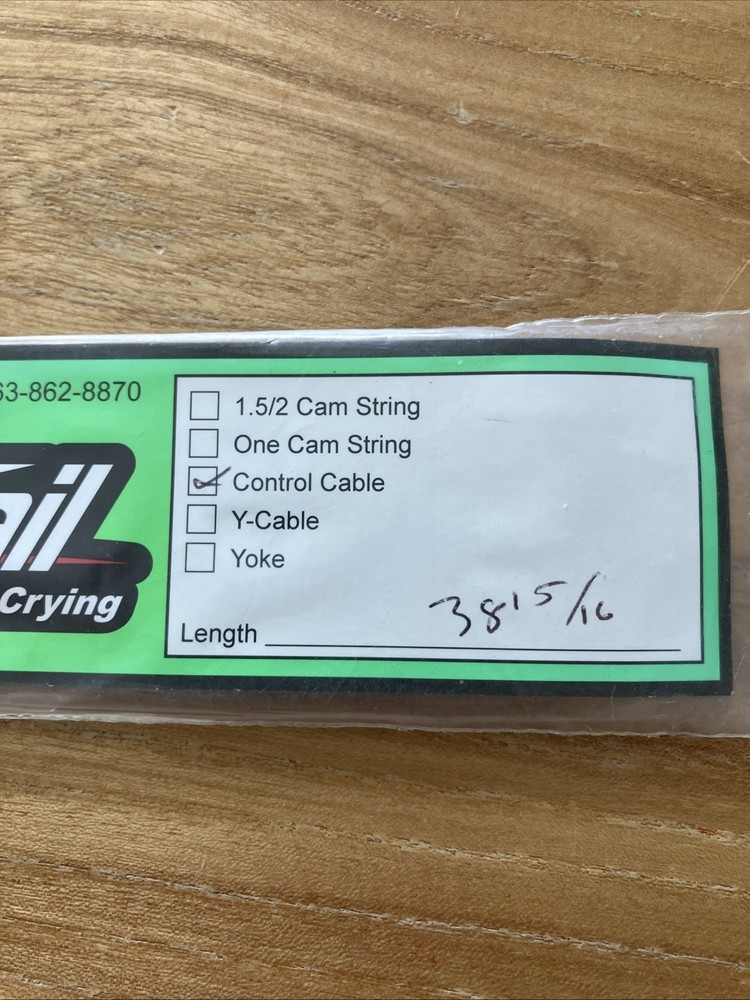 63-862-8870
ail
Crying
1.5/2 Cam String
One Cam String
Control Cable
Y-Cable
Yoke
Length 38 15/16